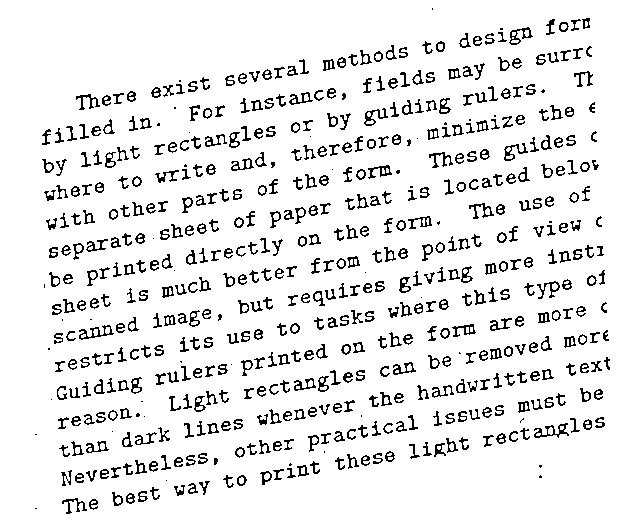 There exist several methods to design
filled in. For instance, fields may be
by light rectangles or by guiding rulers.
where to write and, therefore, minimize the
with other parts of the form. These guides
separate sheet of paper that is located
be printed directly on the form. The use of
sheet is much better from the point of view
scanned image, but requires giving more
restricts its use to tasks where this type of
Guiding rulers printed on the form are more
reason. Light rectangles can be removed more
than dark lines whenever the handwritten text
Nevertheless, other practical issues must be
The best way to print these light rectangles